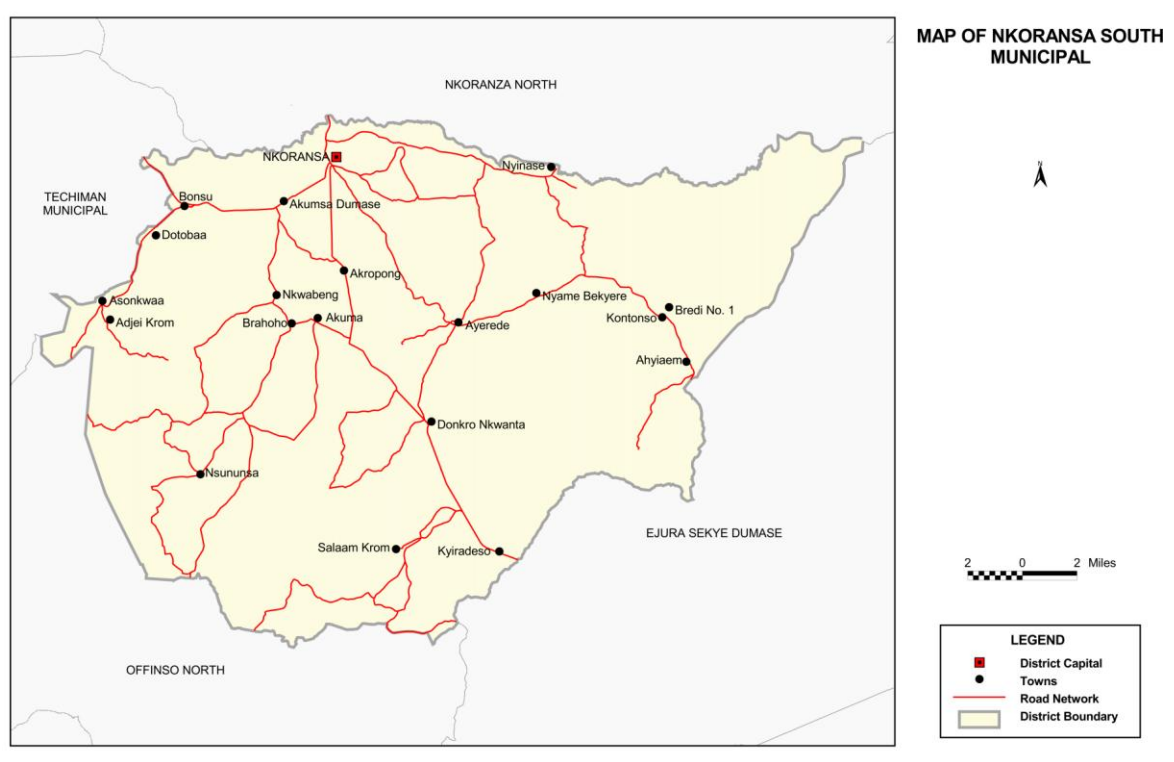 MAP OF NKORANSA SOUTH
MUNICIPAL
NKORANZA NORTH
N
NKORANSA
Nyinase
TECHIMAN
MUNICIPAL
Bonsu
Akumsa Dumase
Dotobaa
Akropong
Asonkwaa
Nkwabeng
Nyame Bekyere
Bredi No. 1
Adjei Krom
Brahoho
Akuma
Ayerede
Kontonso
Ahyiaem
Donkro Nkwanta
Nsununsa
Salaam Krom
Kyiradeso
EJURA SEKYE DUMASE
2 0 2 Miles
OFFINSO NORTH
LEGEND
District Capital
Towns
Road Network
District Boundary